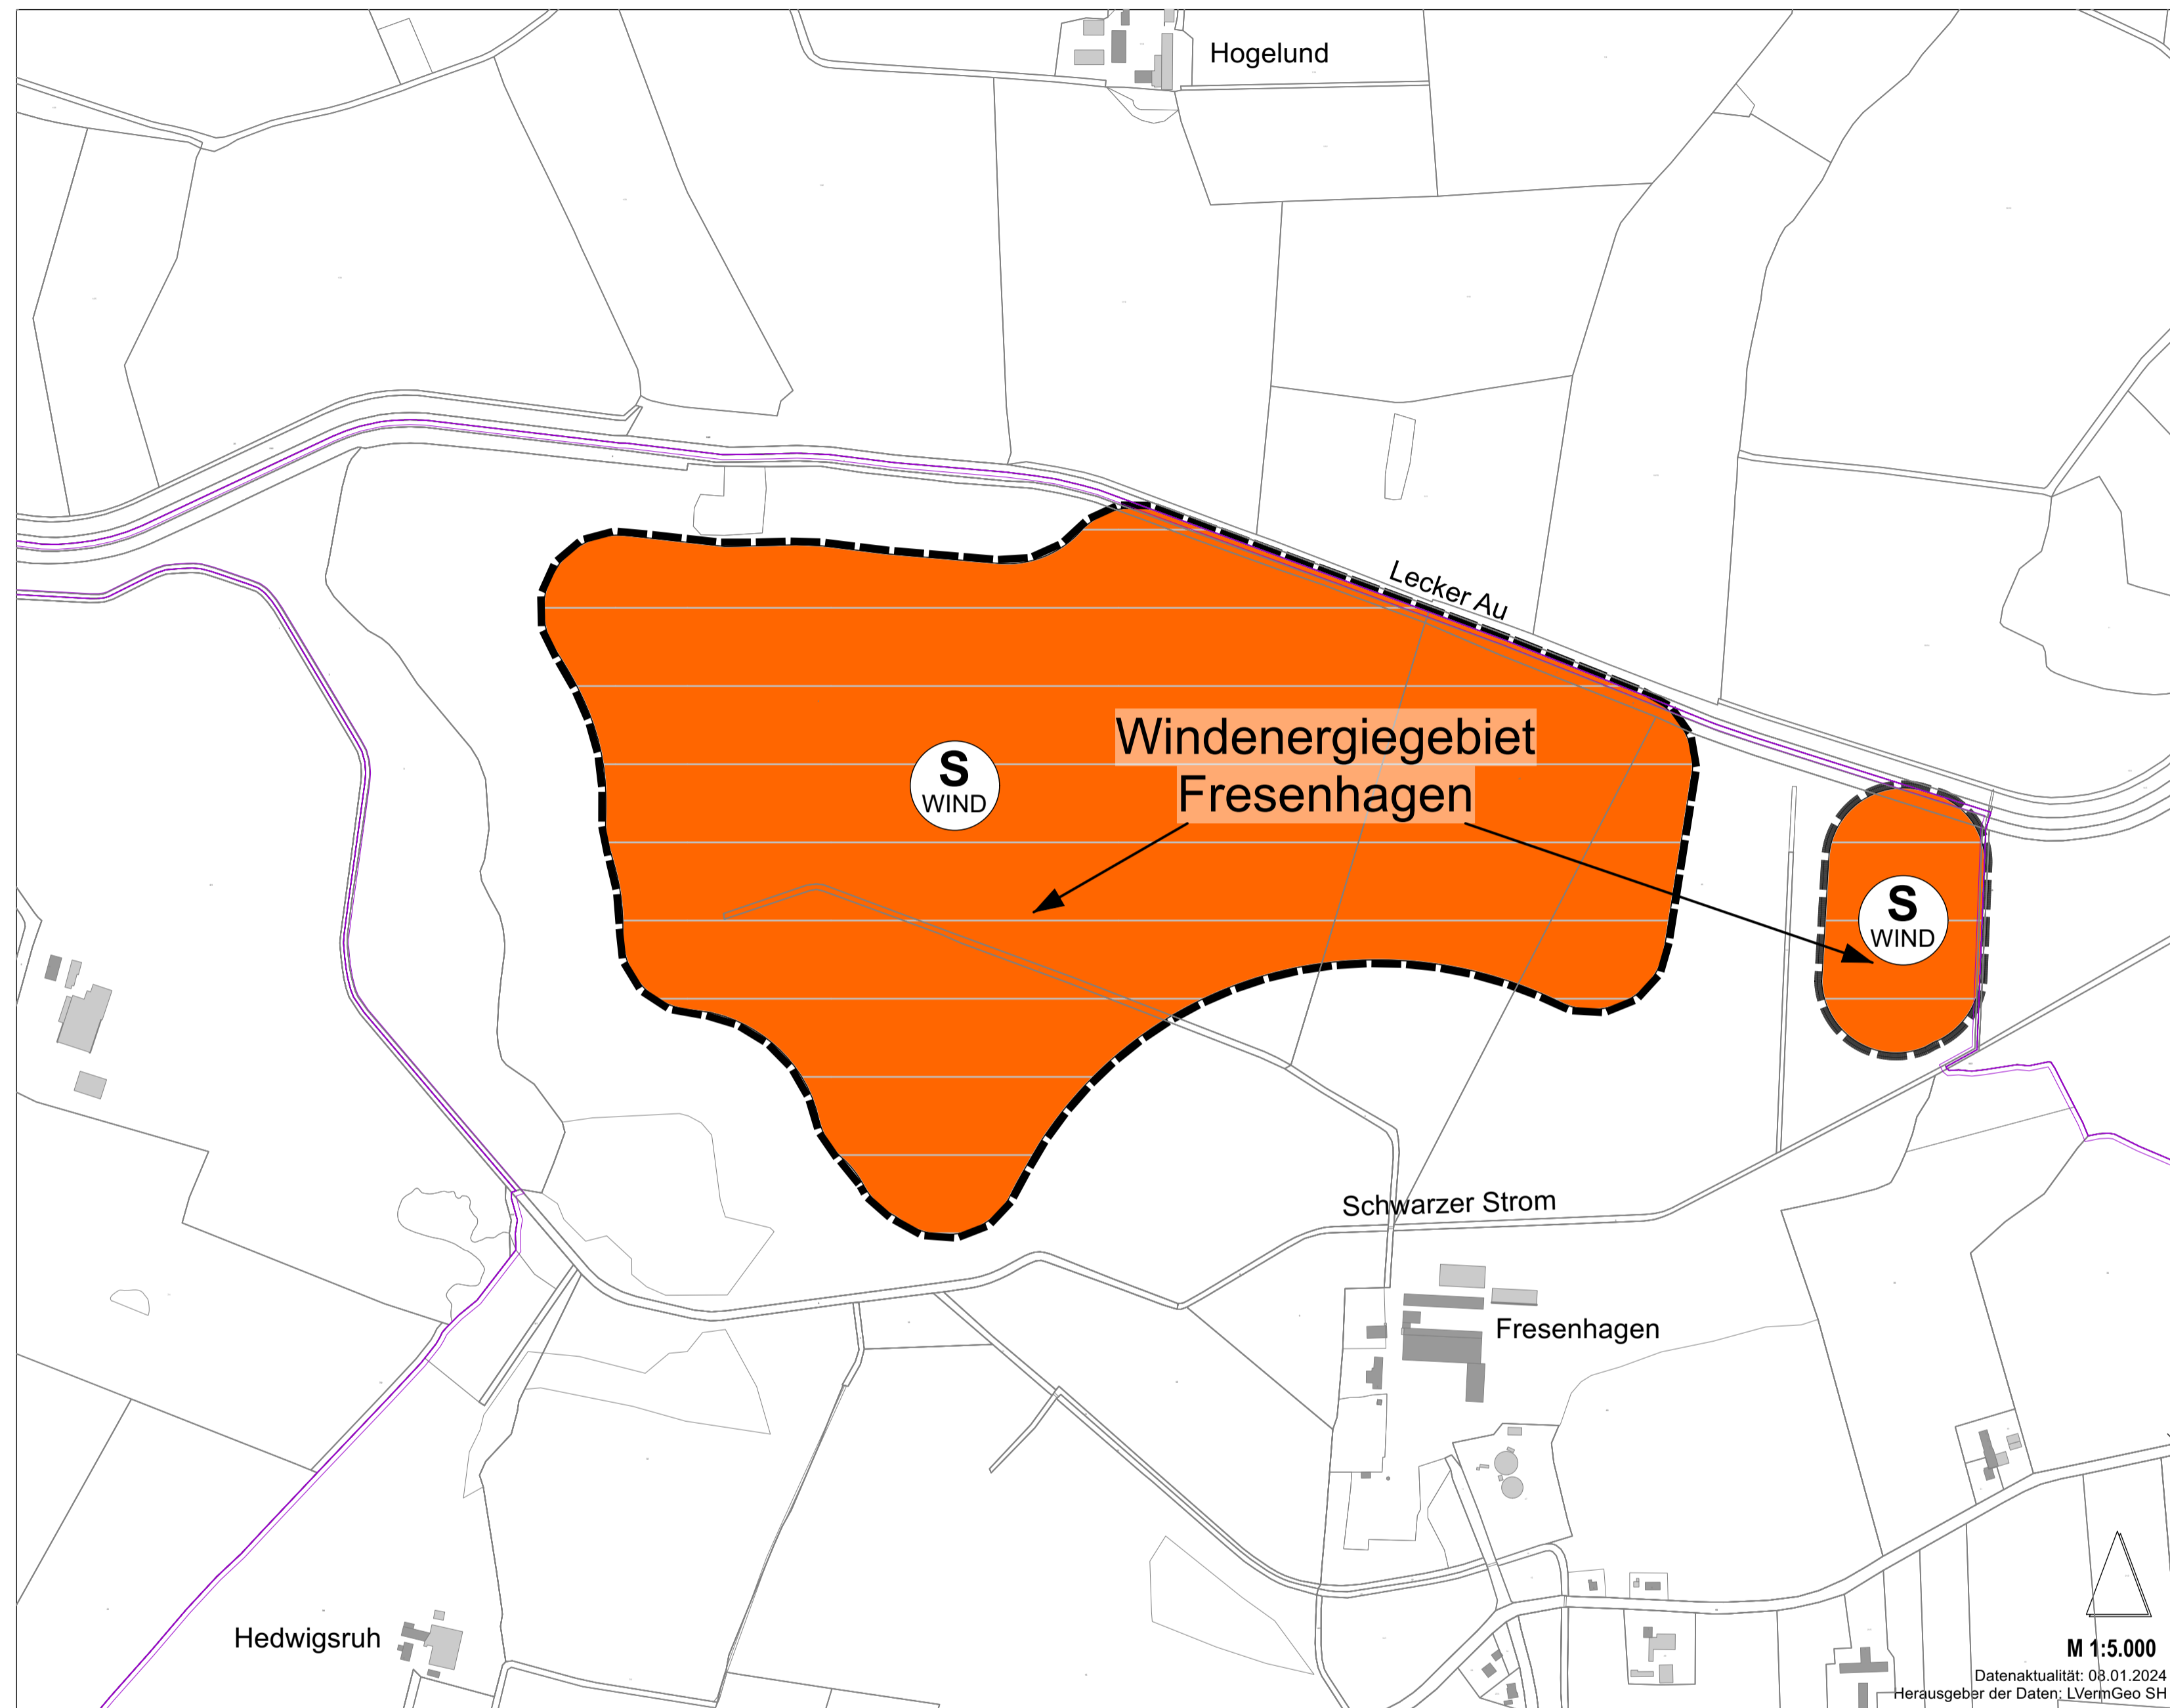 Hogelund
Lecker Au
Windenergiegebiet
Fresenhagen
S
WIND
S
WIND
Schwarzer Strom
Fresenhagen
Hedwigsruh
M 1:5.000
Datenaktualität: 08.01.2024
Herausgeber der Daten: LVermGeo SH